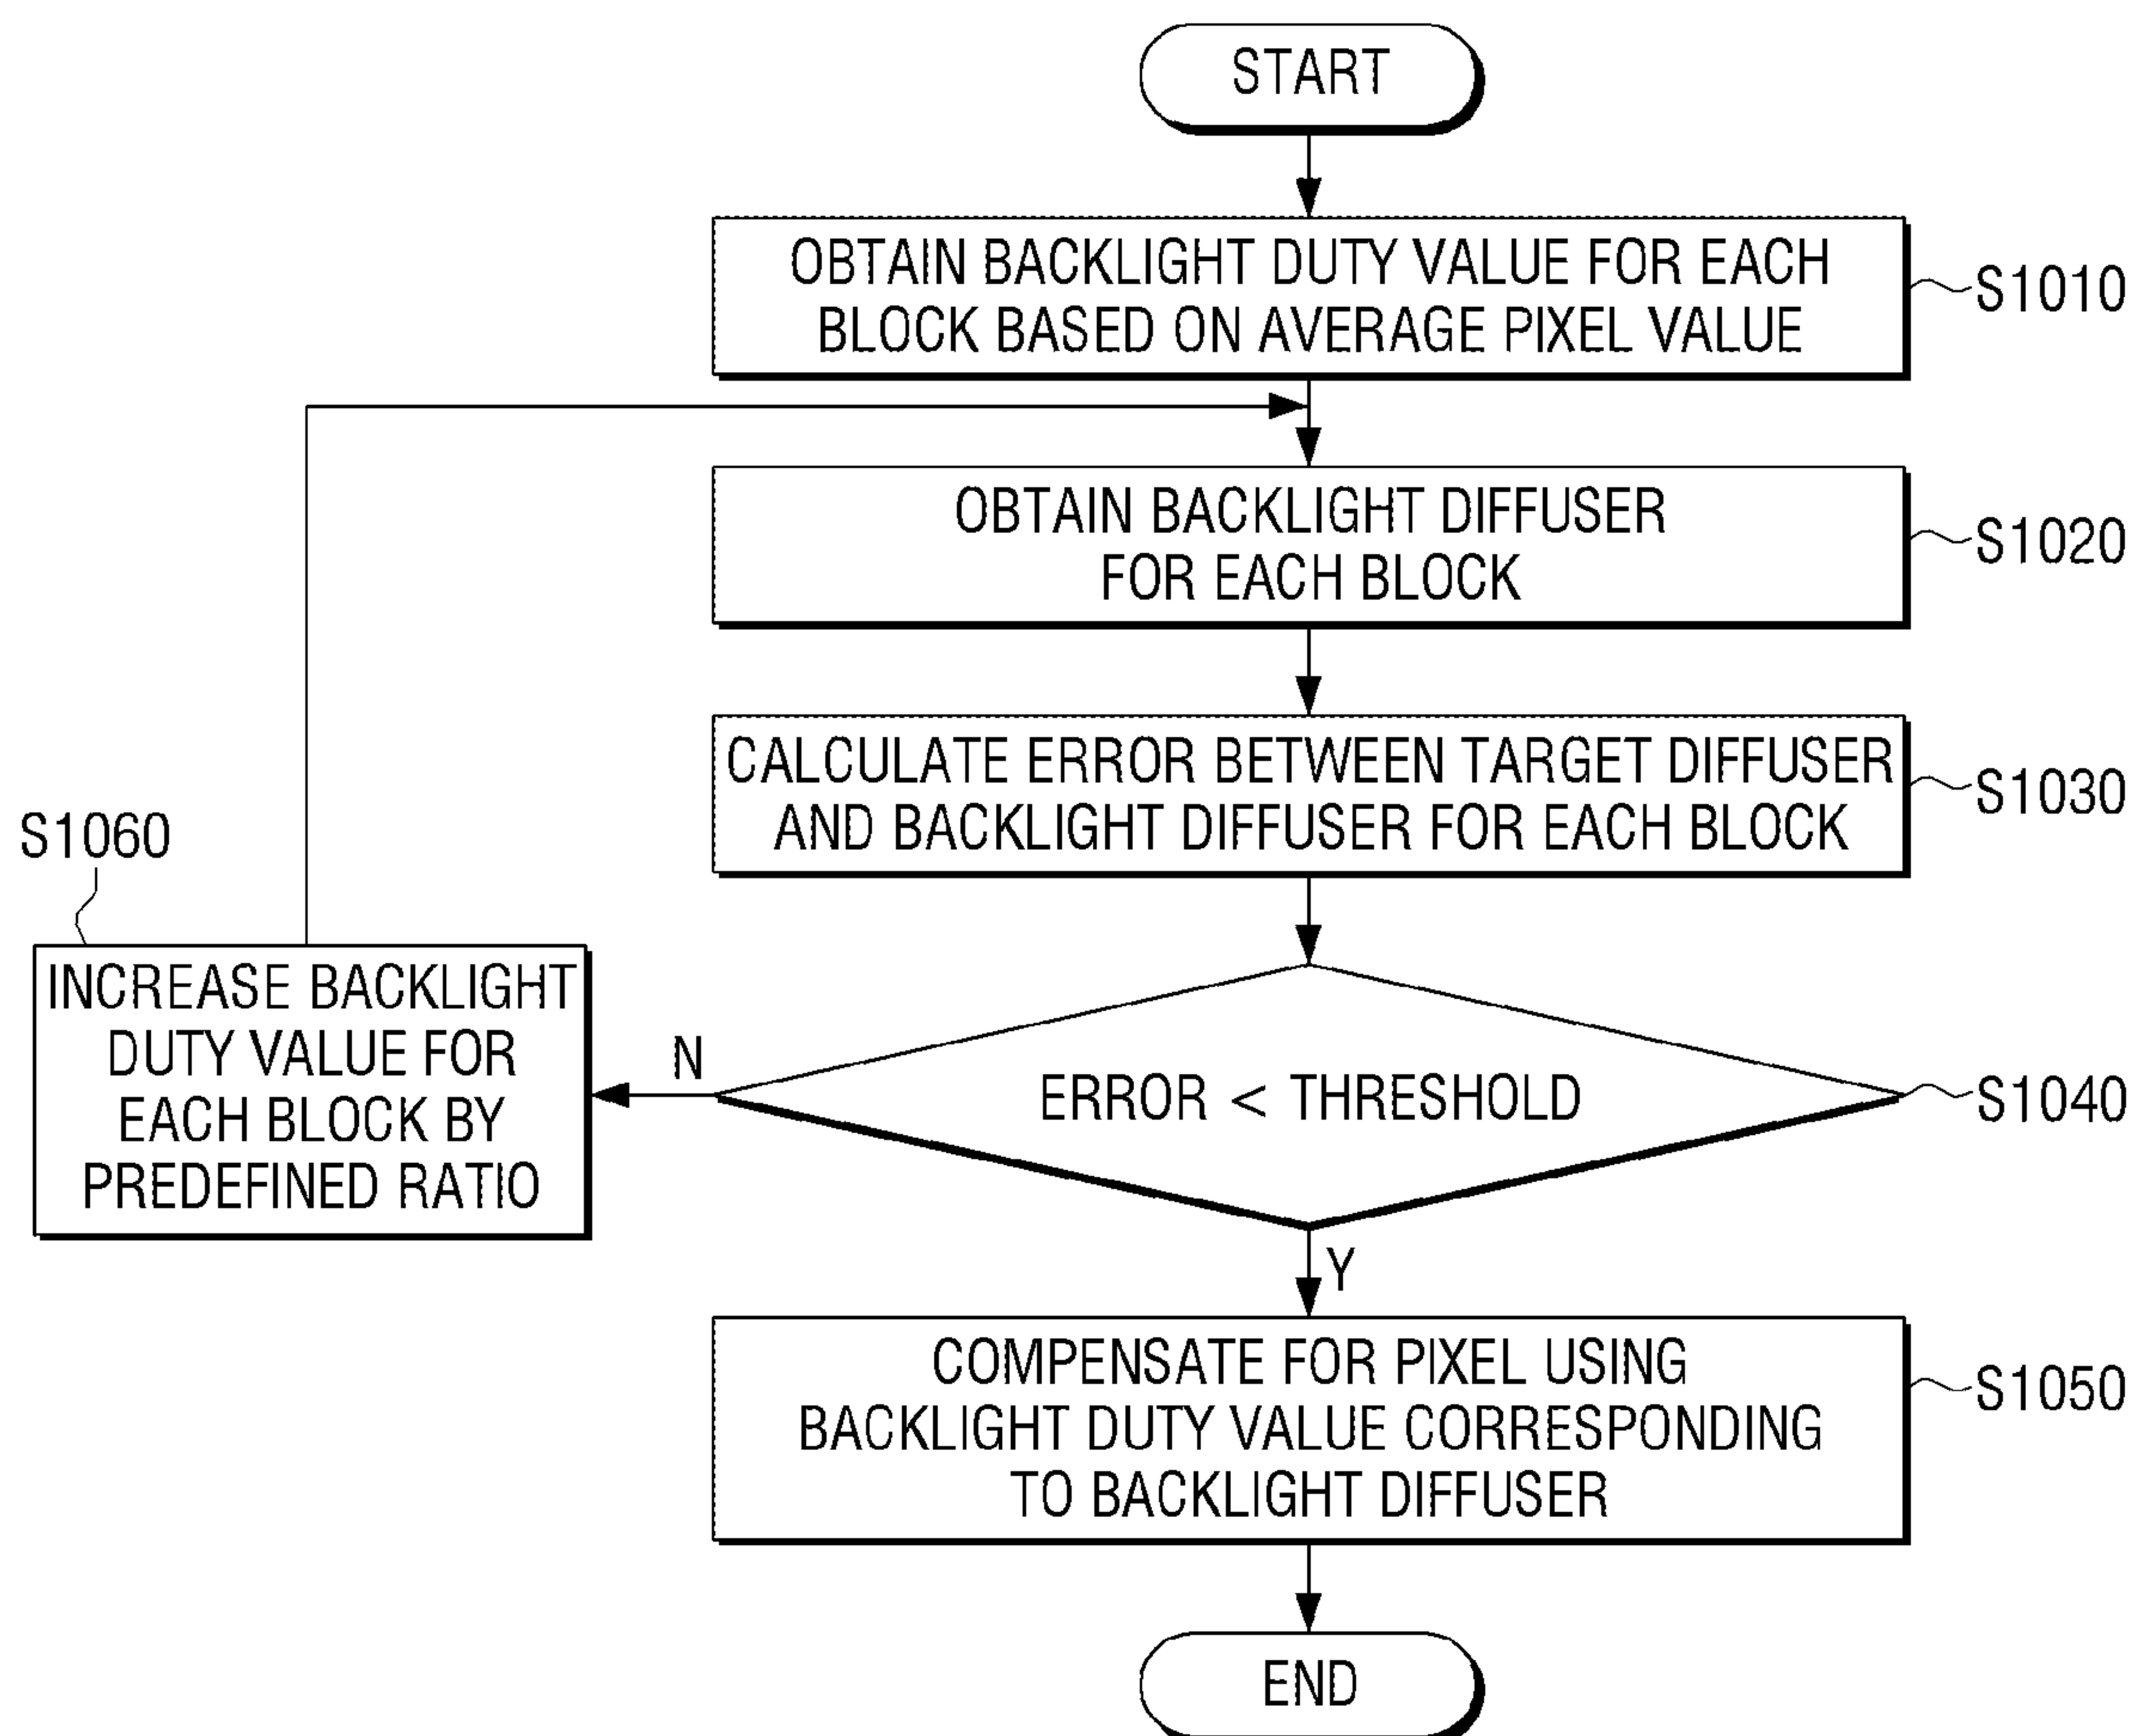 START
OBTAIN BACKLIGHT DUTY VALUE FOR EACH
BLOCK BASED ON AVERAGE PIXEL VALUE
S1010
OBTAIN BACKLIGHT DIFFUSER
FOR EACH BLOCK
S1020
CALCULATE ERROR BETWEEN TARGET DIFFUSER
AND BACKLIGHT DIFFUSER FOR EACH BLOCK
S1030
S1060
INCREASE BACKLIGHT
DUTY VALUE FOR
EACH BLOCK BY
PREDEFINED RATIO
N
ERROR < THRESHOLD
S1040
Y
COMPENSATE FOR PIXEL USING
BACKLIGHT DUTY VALUE CORRESPONDING
TO BACKLIGHT DIFFUSER
S1050
END